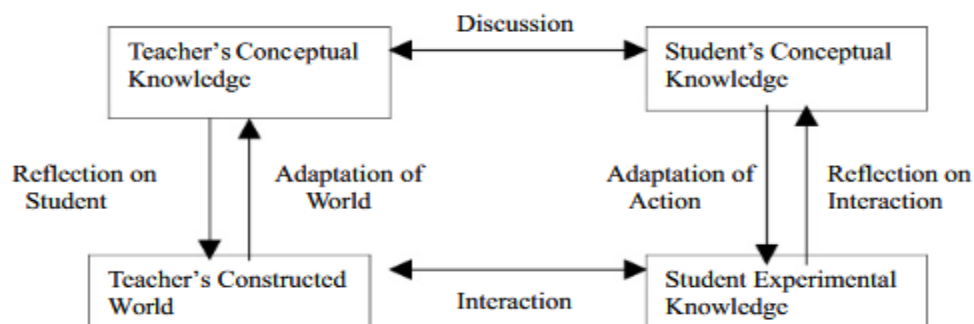 Discussion
Teacher's Conceptual
Knowledge
Student's Conceptual
Knowledge
Reflection on
Student
Adaptation of
World
Adaptation of
Action
Reflection on
Interaction
Teacher's Constructed
World
Interaction
Student Experimental
Knowledge